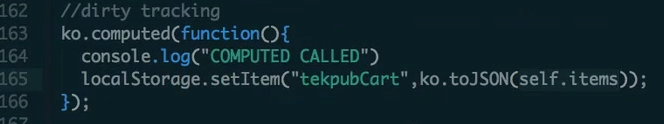 162 //dirty tracking
163 ko.computed(function(){
164 console.log("COMPUTED CALLED")
165 localStorage.setItem("tekpubCart",ko.toJSON(self.items));
166 });
167